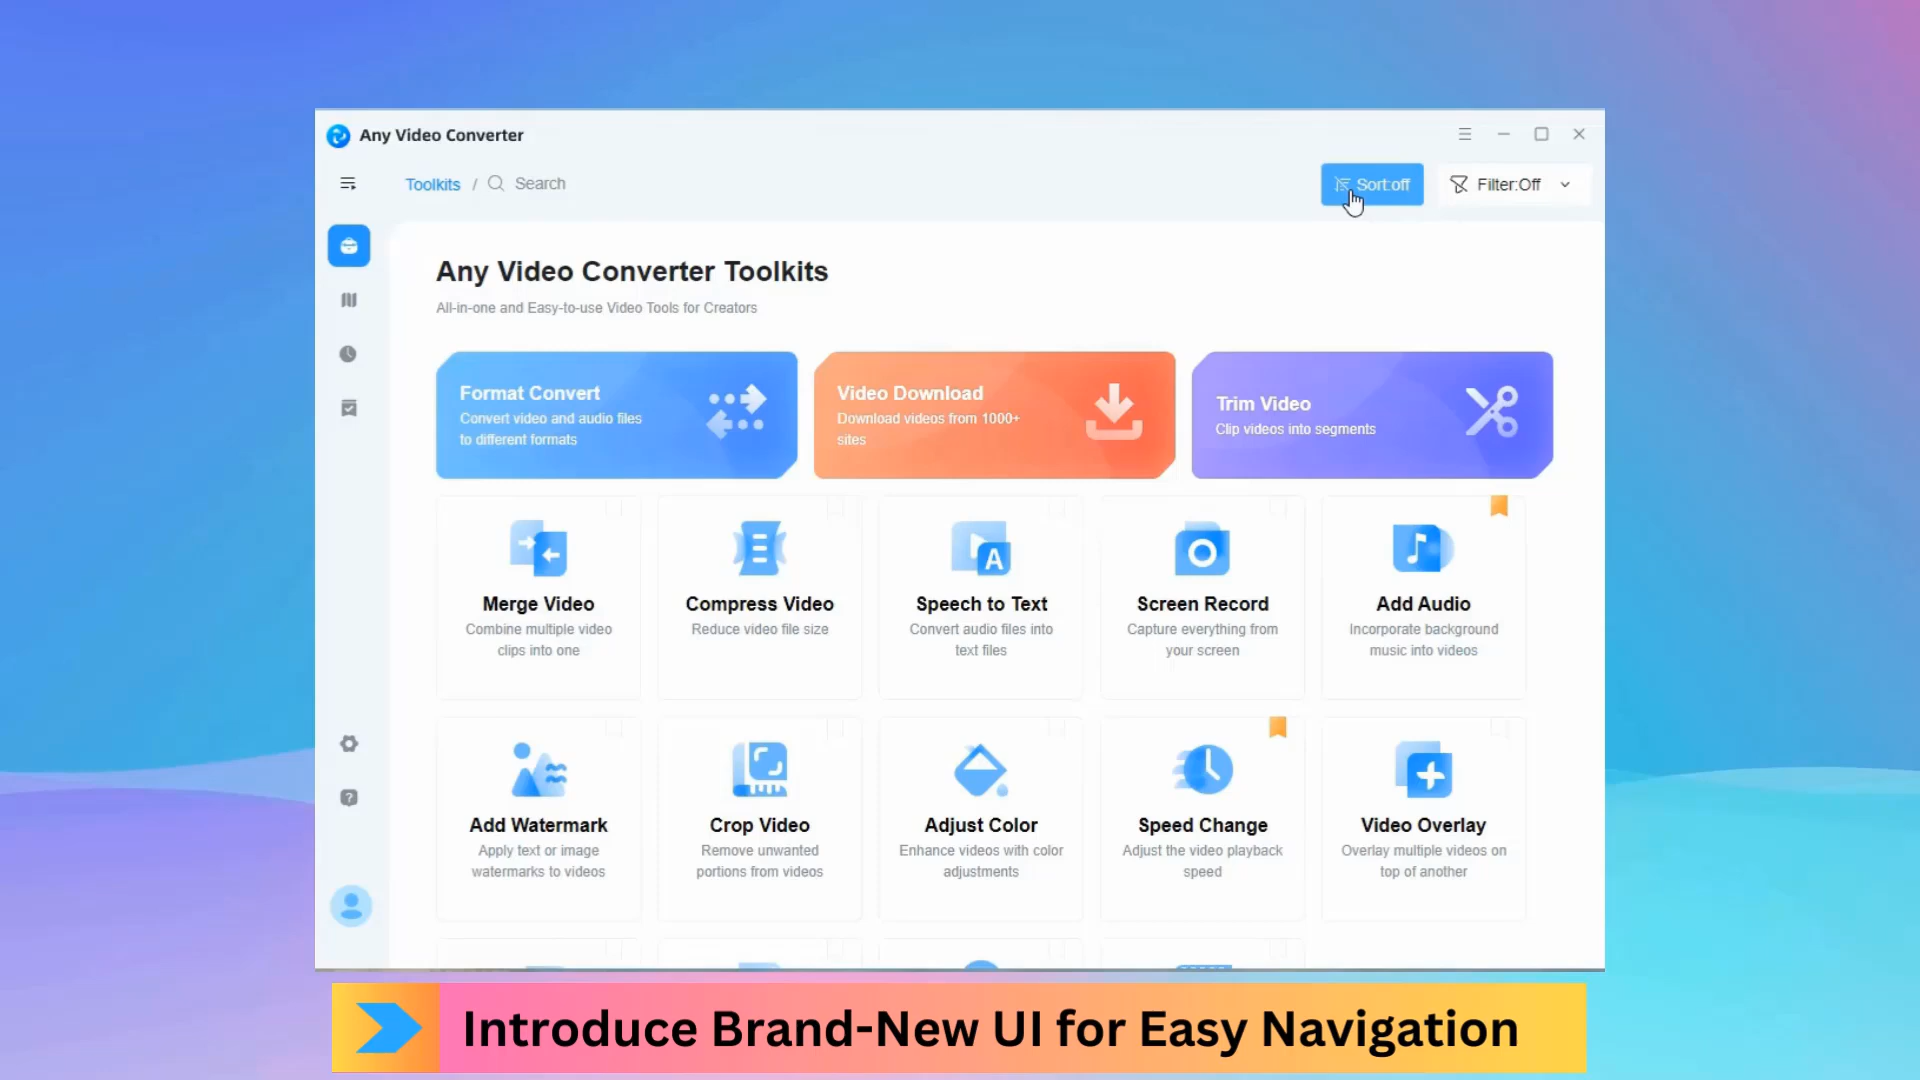 Any Video Converter
Toolkits / Search
Sort:off
Filter:Off
Any Video Converter Toolkits
All-in-one and Easy-to-use Video Tools for Creators
Format Convert
Convert video and audio files
to different formats
Video Download
Download videos from 1000+
sites
Trim Video
Clip videos into segments
A
Merge Video
Combine multiple video
clips into one
Compress Video
Reduce video file size
Speech to Text
Convert audio files into
text files
Screen Record
Capture everything from
your screen
Add Audio
Incorporate background
music into videos
Add Watermark
Apply text or image
watermarks to videos
Crop Video
Remove unwanted
portions from videos
Adjust Color
Enhance videos with color
adjustments
Speed Change
Adjust the video playback
speed
Video Overlay
Overlay multiple videos on
top of another
Introduce Brand-New UI for Easy Navigation